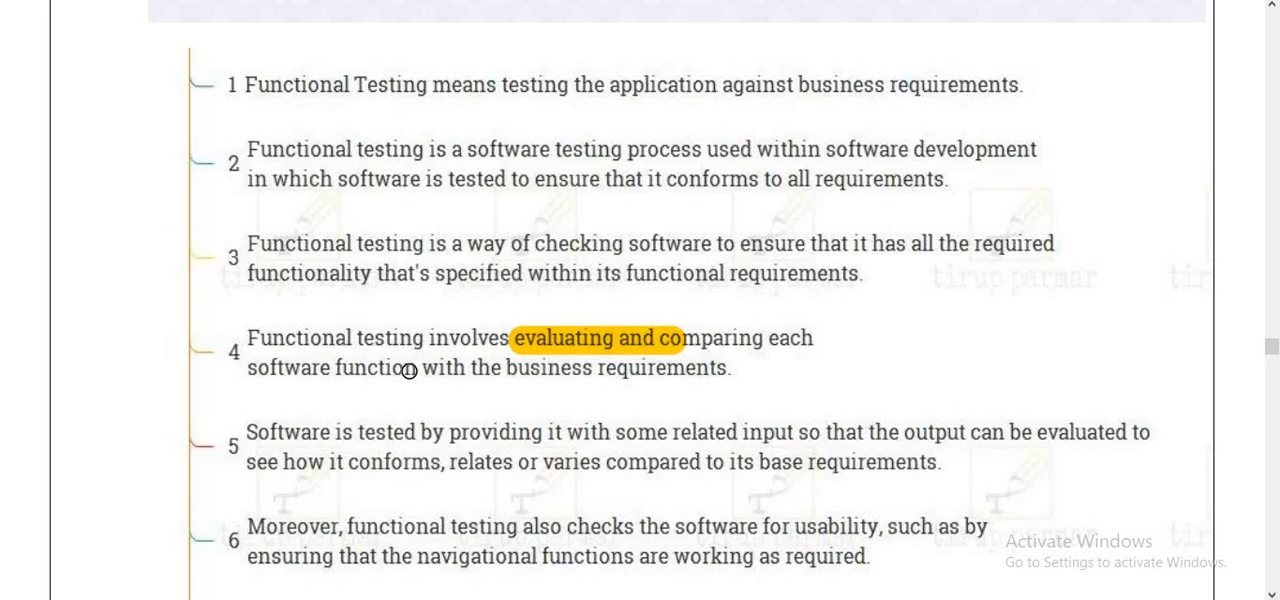 1 Functional Testing means testing the application against business requirements.
2 Functional testing is a software testing process used within software development
in which software is tested to ensure that it conforms to all requirements.
3 Functional testing is a way of checking software to ensure that it has all the required
functionality that's specified within its functional requirements.
tirup parmar
4 Functional testing involves evaluating and comparing each
software function with the business requirements.
5 Software is tested by providing it with some related input so that the output can be evaluated to
see how it conforms, relates or varies compared to its base requirements.
6 Moreover, functional testing also checks the software for usability, such as by
ensuring that the navigational functions are working as required.
Activate Windows
Go to Settings to activate Windows.